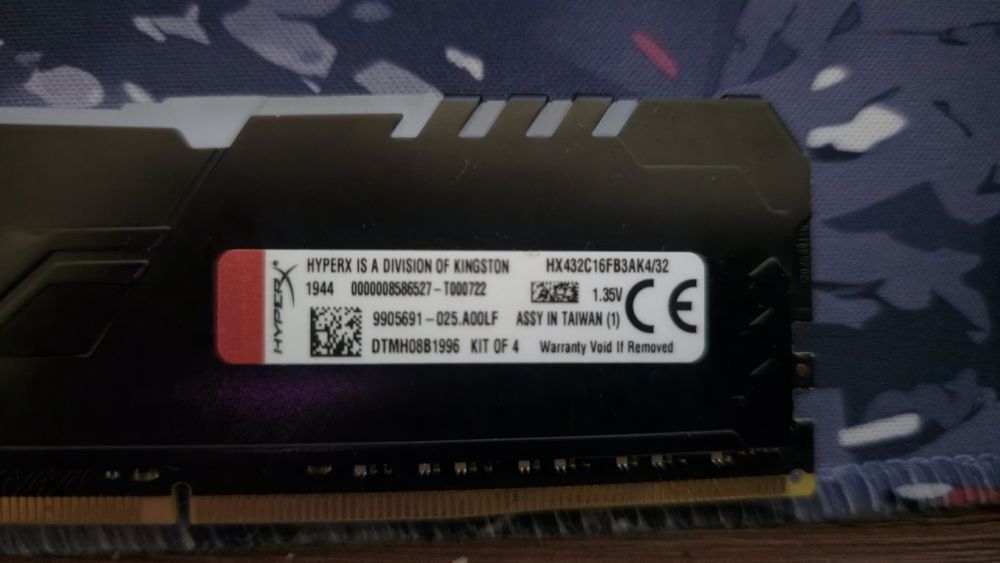 HYPERX
HYPERX IS A DIVISION OF KINGSTON
HX432C16FB3AK4/32
1944 0000008586527-T000722
1.35V
CE
9905691-025.A00LF
ASSY IN TAIWAN (1)
DTMH08B1996 KIT OF 4
Warranty Void If Removed